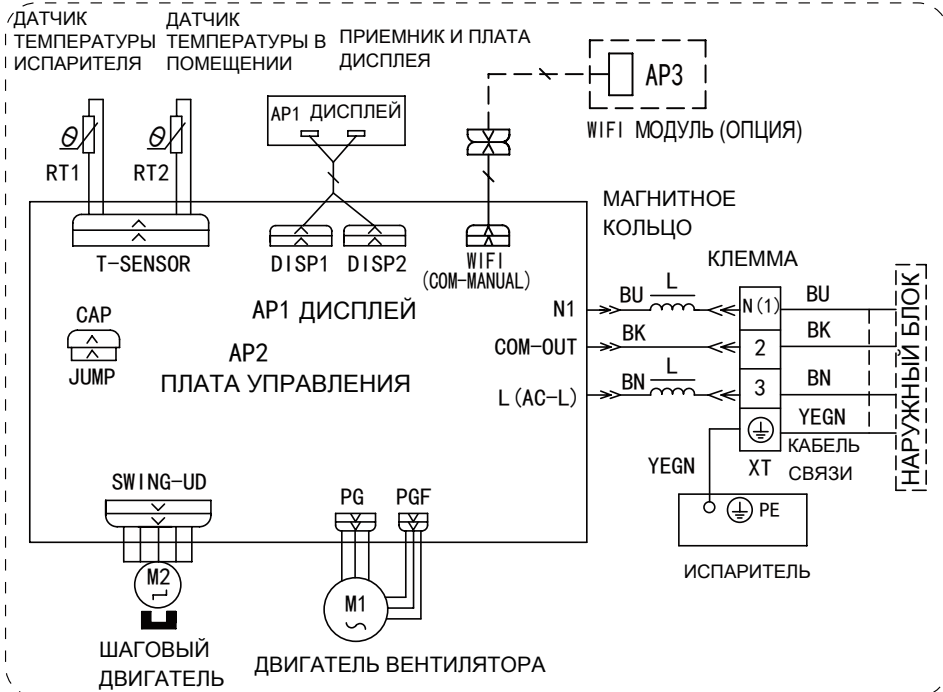 ДАТЧИК
ТЕМПЕРАТУРЫ
ИСПАРИТЕЛЯ
ДАТЧИК
ТЕМПЕРАТУРЫ В
ПОМЕЩЕНИИ
ПРИЕМНИК И ПЛАТА
ДИСПЛЕЯ
AP1 ДИСПЛЕЙ
AP3
WIFI МОДУЛЬ (ОПЦИЯ)
θ
RT1
θ
RT2
T-SENSOR
DISP1
DISP2
WIFI
(COM-MANUAL)
МАГНИТНОЕ
КОЛЬЦО
КЛЕММА
CAP
JUMP
AP1 ДИСПЛЕЙ
AP2
ПЛАТА УПРАВЛЕНИЯ
N1
BU
L
N(1)
BU
COM-OUT
BK
2
BK
L(AC-L)
BN
L
3
BN
YEGN
КАБЕЛЬ
СВЯЗИ
XT
НАРУЖНЫЙ БЛОК
YEGN
PE
ИСПАРИТЕЛЬ
SWING-UD
M2
ШАГОВЫЙ
ДВИГАТЕЛЬ
PG
PGF
M1
ДВИГАТЕЛЬ ВЕНТИЛЯТОРА